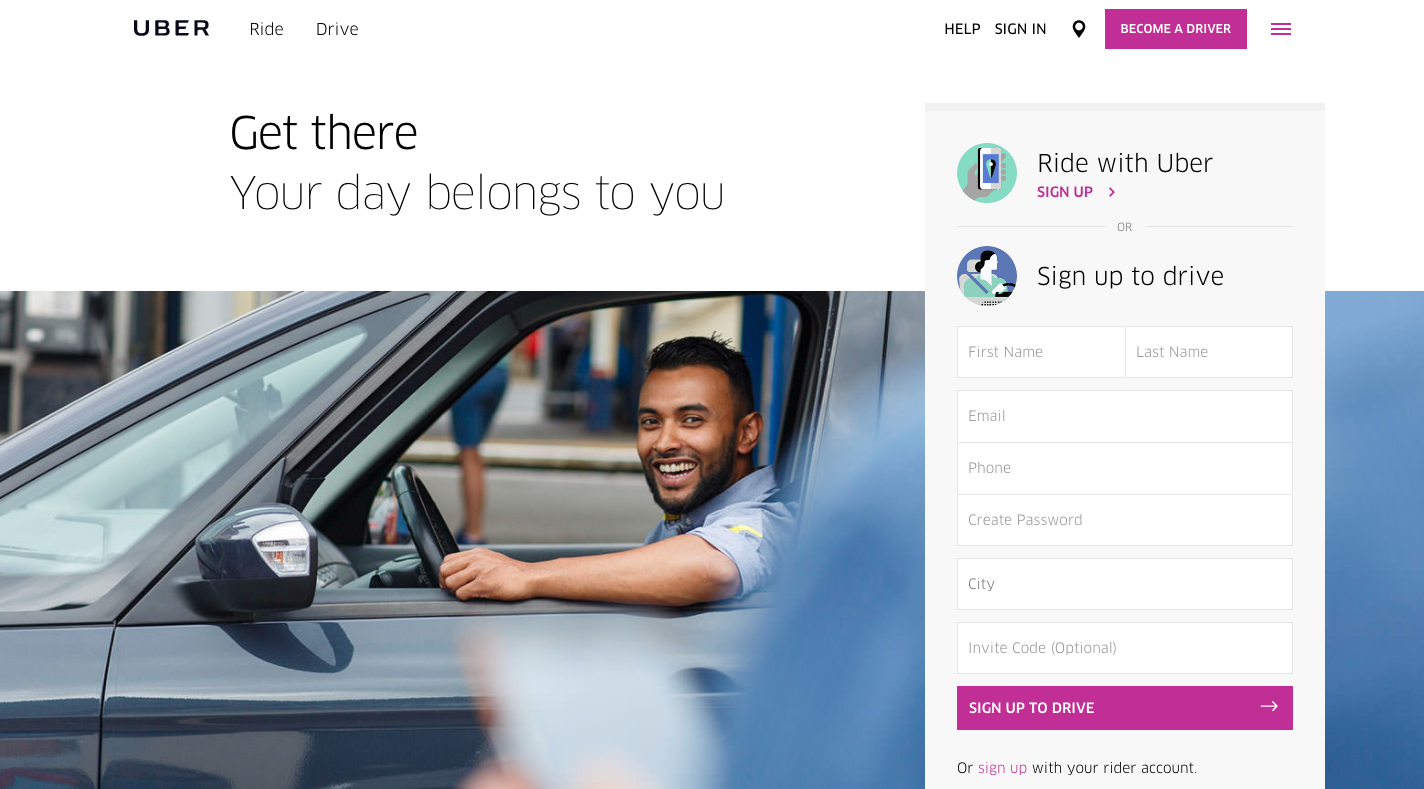 UBER
Ride
Drive
HELP
SIGN IN
BECOME A DRIVER
Get there
Your day belongs to you
Ride with Uber
SIGN UP
OR
Sign up to drive
First Name
Last Name
Email
Phone
Create Password
City
Invite Code (Optional)
SIGN UP TO DRIVE
Or sign up with your rider account.